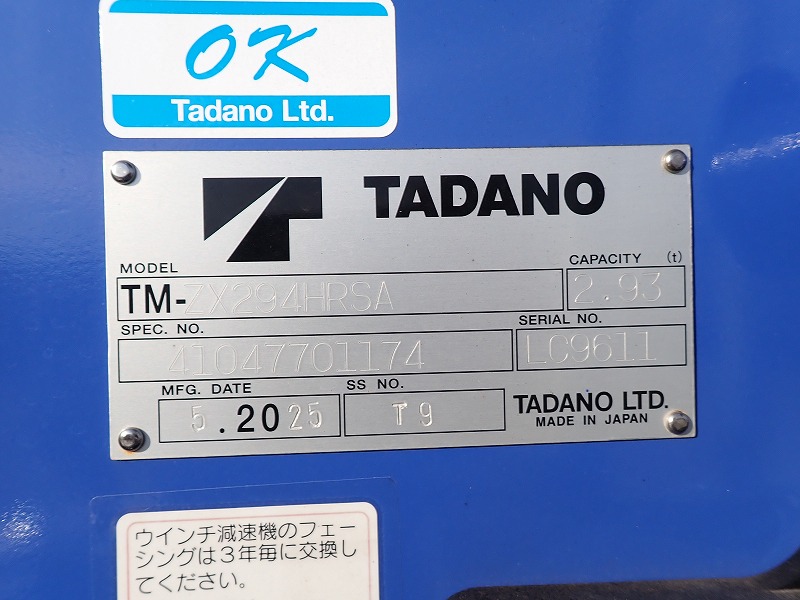 OK
Tadano Ltd.
TADANO
MODEL
CAPACITY (t)
TM-ZX294HRSA
2.93
SPEC. NO.
SERIAL NO.
41047701174
LC9611
MFG. DATE
SS NO.
5.2025
T9
TADANO LTD.
MADE IN JAPAN
ウインチ減速機のフェー
シングは3年毎に交換し
てください。